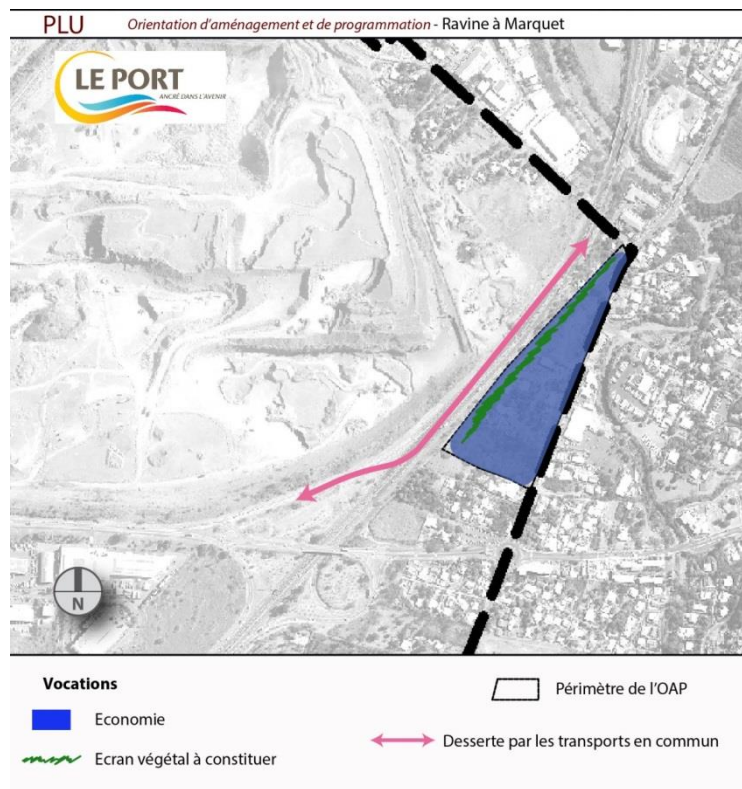 PLU Orientation d'aménagement et de programmation - Ravine à Marquet
LE PORT
ANCRÉ DANS L'AVENIR
N
Vocations
Economie
Ecran végétal à constituer
Périmètre de l'OAP
Desserte par les transports en commun